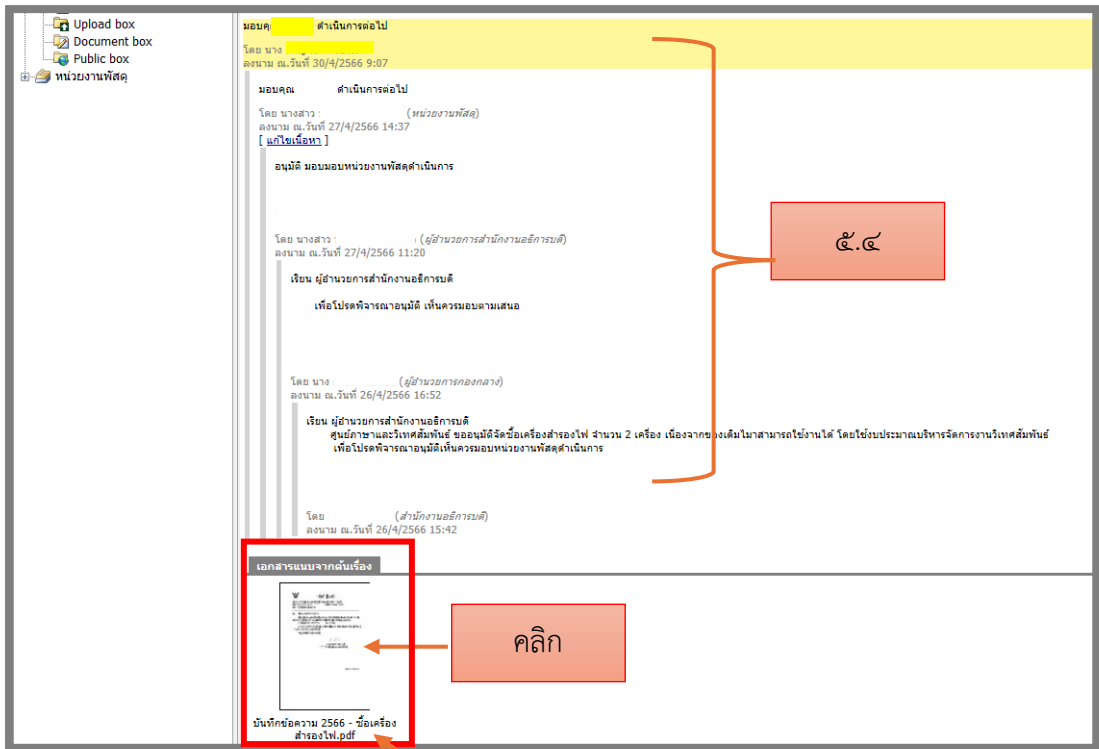 Upload box
Document box
Public box
หน่วยงานพัสดุ
มอบคุ ดำเนินการต่อไป
โดย นาง
ลงนาม ณ.วันที่ 30/4/2566 9:07
มอบคุณ ดำเนินการต่อไป
โดย นางสาว (หน่วยงานพัสดุ)
ลงนาม ณ.วันที่ 27/4/2566 14:37
[ แก้ไขเนื้อหา ]
อนุมัติ มอบมอบหน่วยงานพัสดุดำเนินการ
โดย นางสาว (ผู้อำนวยการสำนักงานอธิการบดี)
ลงนาม ณ.วันที่ 27/4/2566 11:20
เรียน ผู้อำนวยการสำนักงานอธิการบดี
เพื่อโปรดพิจารณาอนุมัติ เห็นควรมอบตามเสนอ
โดย นาง (ผู้อำนวยการกองกลาง)
ลงนาม ณ.วันที่ 26/4/2566 16:52
เรียน ผู้อำนวยการสำนักงานอธิการบดี
ศูนย์ภาษาและวิเทศสัมพันธ์ ขออนุมัติจัดซื้อเครื่องสำรองไฟ จำนวน 2 เครื่อง เนื่องจากของเดิมไมาสามารถใช้งานได้ โดยใช้งบประมาณบริหารจัดการงานวิเทศสัมพันธ์
เพื่อโปรดพิจารณาอนุมัติเห็นควรมอบหน่วยงานพัสดุดำเนินการ
โดย (สำนักงานอธิการบดี)
ลงนาม ณ.วันที่ 26/4/2566 15:42
๕.๔
เอกสารแนบจากต้นเรื่อง
คลิก
บันทึกข้อความ 2566 - ซื้อเครื่อง
สำรองไฟ.pdf